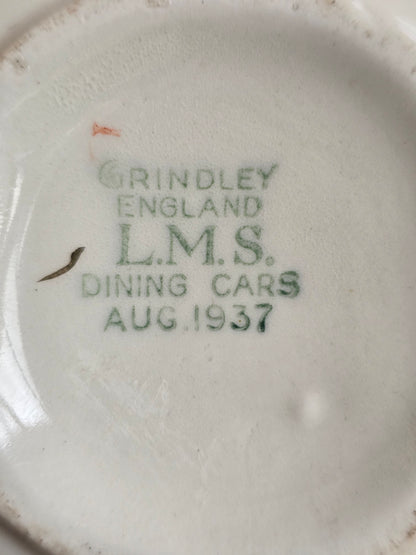 GRINDLEY
ENGLAND
L.M.S.
DINING CARS
AUG.1937